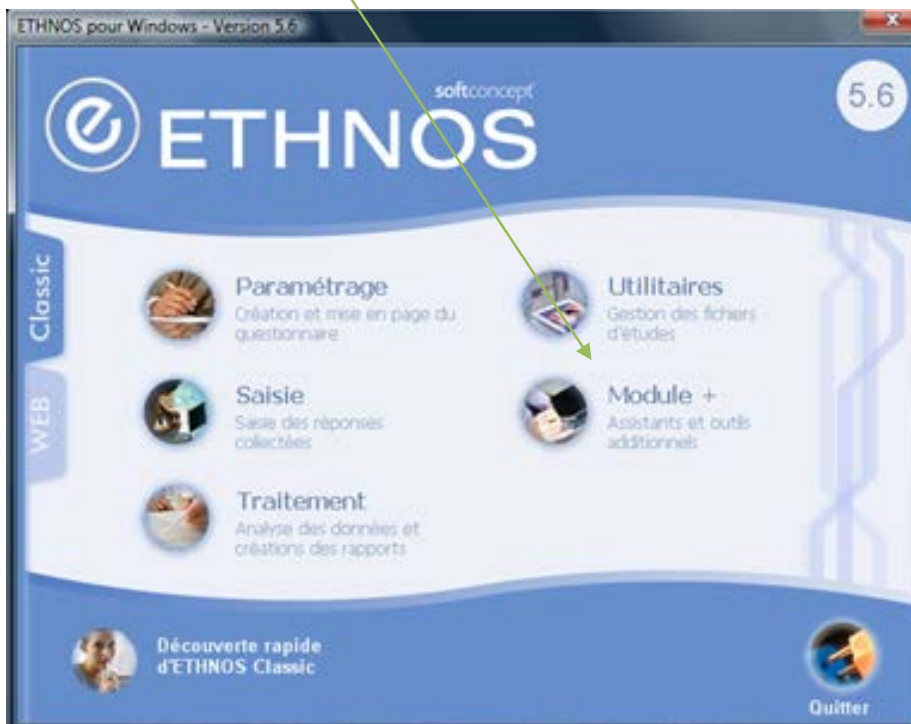 ETHNOS pour Windows - Version 5.6
softconcept
5.6
e ETHNOS
Classic
WEB
Paramétrage
Création et mise en page du
questionnaire
Saisie
Saisie des réponses
collectées
Traitement
Analyse des données et
créations des rapports
Utilitaires
Gestion des fichiers
d'études
Module +
Assistants et outils
additionnels
Découverte rapide
d'ETHNOS Classic
Quitter